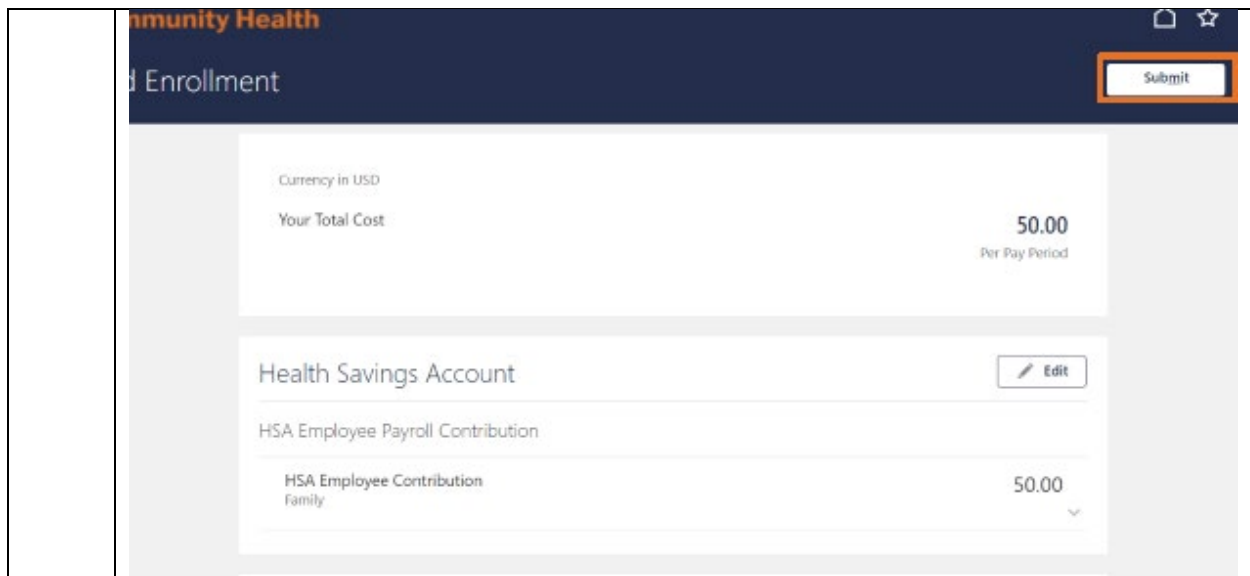 nmunity Health
d Enrollment
Submit
Currency in USD
Your Total Cost
50.00
Per Pay Period
Health Savings Account
Edit
HSA Employee Payroll Contribution
HSA Employee Contribution
50.00
Family